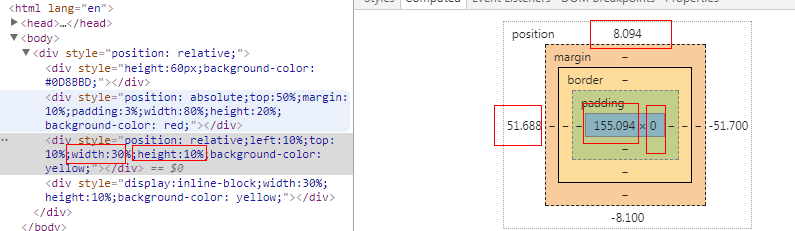 <html lang="en">
▶ <head>…</head>
▼ <body>
▼ <div style="position: relative;">
<div style="height:60px;background-color:
#0D8BBD;"></div>
<div style="position: absolute;top:50%;margin:
10%;padding:3%;width:80%;height:20%;
background-color: red;"></div>
<div style="position: relative;left:10%;top:
10%;width:30%;height:10%;background-color:
yellow;"></div> == $0
<div style="display:inline-block;width:30%;
height:10%;background-color: yellow;"></div>
</div>
</body>
Styles Computed Event Listeners DOM Breakpoints Properties
position 8.094
margin –
border –
padding –
51.688 – – – 155.094 × 0 – – – -51.700
–
–
–
-8.100